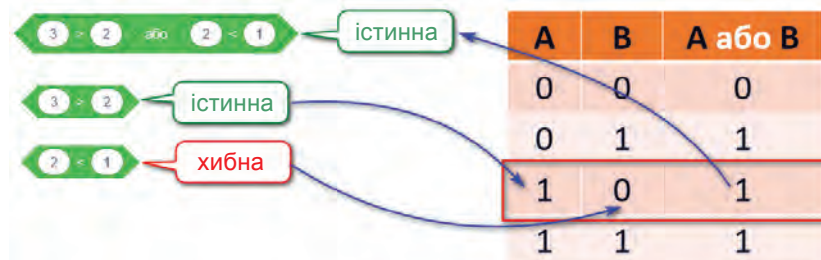 3 > 2 або 2 < 1
істинна
3 > 2
істинна
2 < 1
хибна
A B A або B
0 0 0
0 1 1
1 0 1
1 1 1